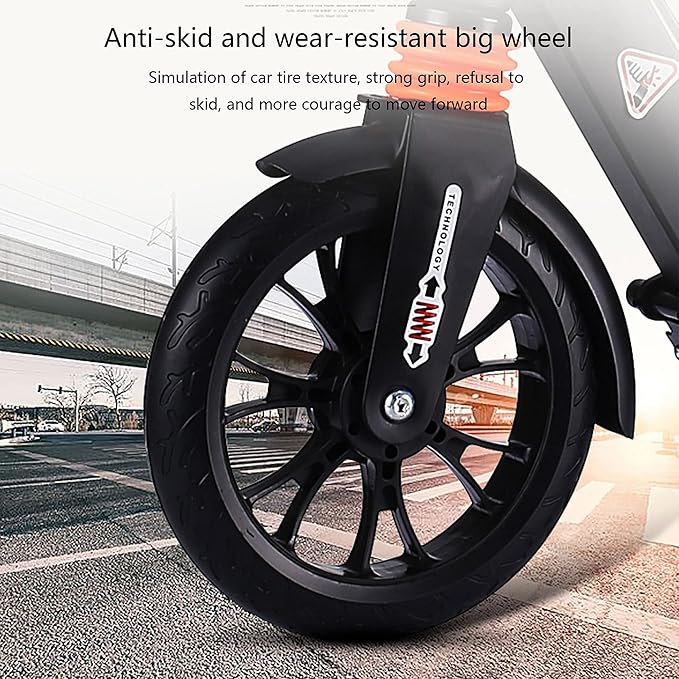 Anti-skid and wear-resistant big wheel
Simulation of car tire texture, strong grip, refusal to
skid, and more courage to move forward
TECHNOLOGY